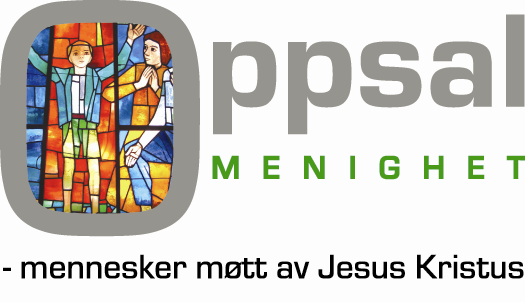 Oppsal
MENIGHET
- mennesker møtt av Jesus Kristus